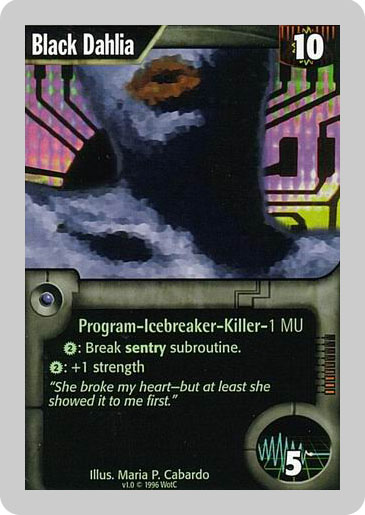 Black Dahlia
10
Program-Icebreaker-Killer-1 MU
2: Break sentry subroutine.
2: +1 strength
"She broke my heart—but at least she
showed it to me first."
5
Illus. Maria P. Cabardo
v1.0 © 1996 WotC